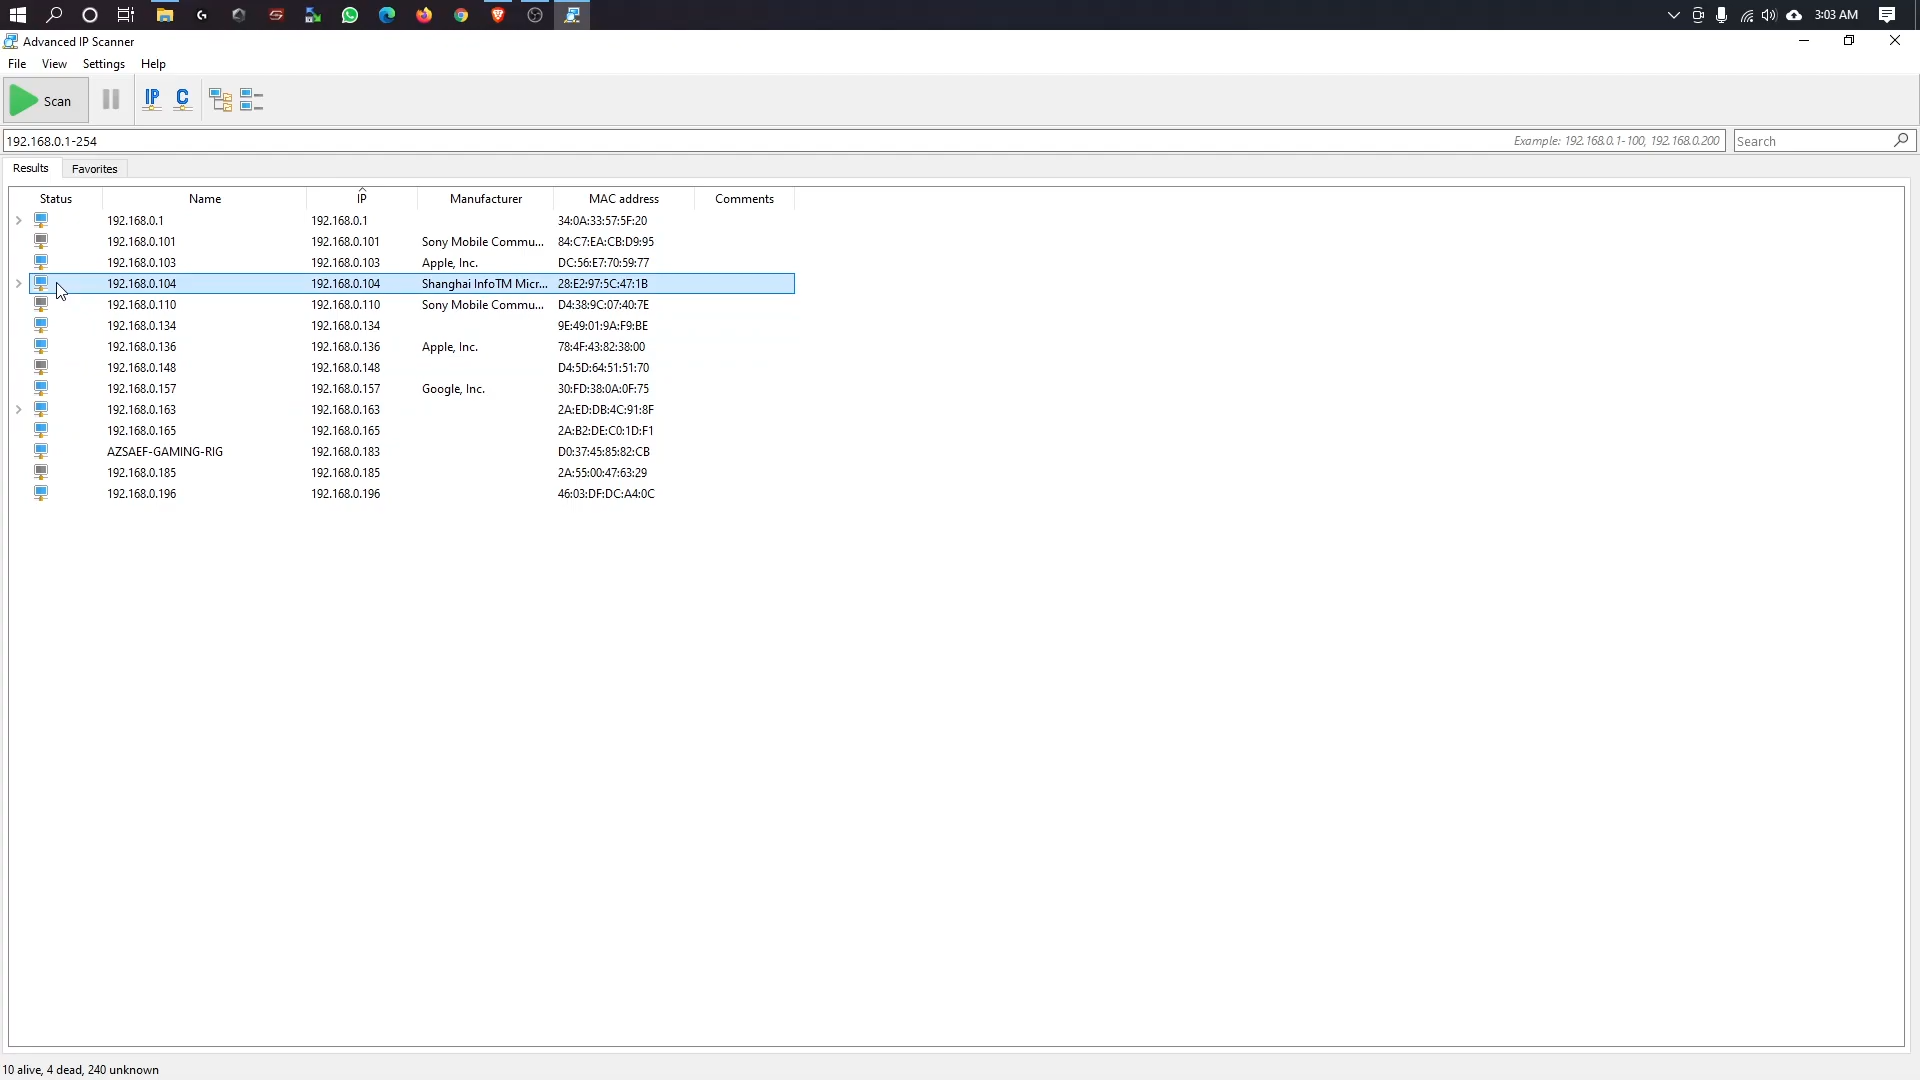 3:03 AM
Advanced IP Scanner
File View Settings Help
Scan IP C
192.168.0.1-254 Example: 192.168.0.1-100, 192.168.0.200 Search
Results Favorites
Status Name IP Manufacturer MAC address Comments
192.168.0.1 192.168.0.1 34:0A:33:57:5F:20
192.168.0.101 192.168.0.101 Sony Mobile Commu... 84:C7:EA:CB:D9:95
192.168.0.103 192.168.0.103 Apple, Inc. DC:56:E7:70:59:77
192.168.0.104 192.168.0.104 Shanghai InfoTM Micr... 28:E2:97:5C:47:1B
192.168.0.110 192.168.0.110 Sony Mobile Commu... D4:38:9C:07:40:7E
192.168.0.134 192.168.0.134 9E:49:01:9A:F9:BE
192.168.0.136 192.168.0.136 Apple, Inc. 78:4F:43:82:38:00
192.168.0.148 192.168.0.148 D4:5D:64:51:51:70
192.168.0.157 192.168.0.157 Google, Inc. 30:FD:38:0A:0F:75
192.168.0.163 192.168.0.163 2A:ED:DB:4C:91:8F
192.168.0.165 192.168.0.165 2A:B2:DE:C0:1D:F1
AZSAEF-GAMING-RIG 192.168.0.183 D0:37:45:85:82:CB
192.168.0.185 192.168.0.185 2A:55:00:47:63:29
192.168.0.196 192.168.0.196 46:03:DF:DC:A4:0C
10 alive, 4 dead, 240 unknown